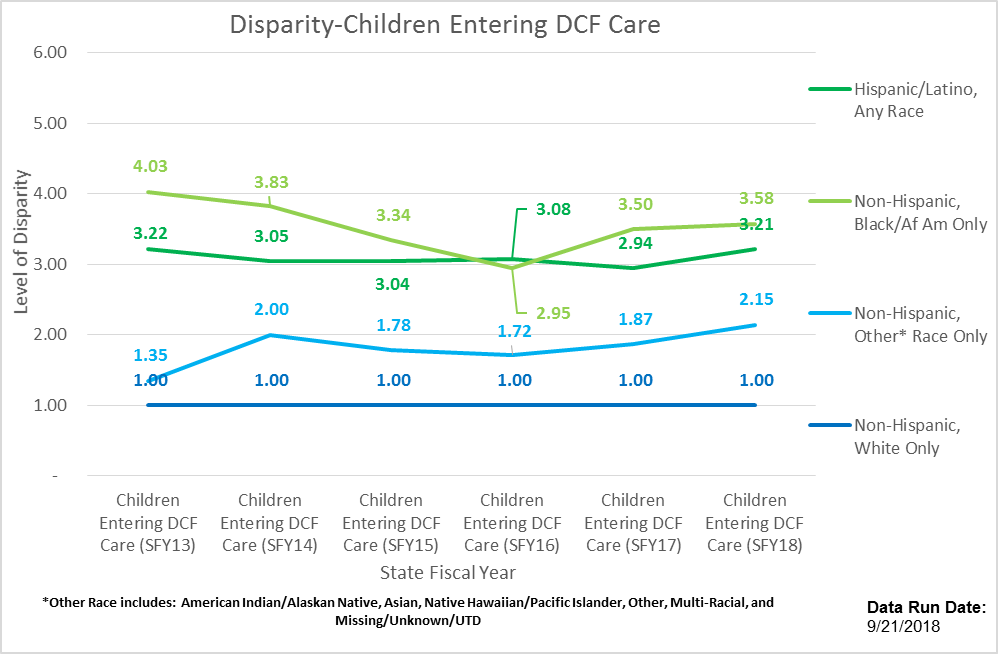 Disparity-Children Entering DCF Care
6.00
5.00
4.00
3.00
2.00
1.00
-
Level of Disparity
4.03
3.83
3.34
2.95
3.50
3.58
3.22
3.05
3.04
3.08
2.94
3.21
1.35
2.00
1.78
1.72
1.87
2.15
1.00
1.00
1.00
1.00
1.00
1.00
Hispanic/Latino,
Any Race
Non-Hispanic,
Black/Af Am Only
Non-Hispanic,
Other* Race Only
Non-Hispanic,
White Only
Children
Entering DCF
Care (SFY13)
Children
Entering DCF
Care (SFY14)
Children
Entering DCF
Care (SFY15)
Children
Entering DCF
Care (SFY16)
Children
Entering DCF
Care (SFY17)
Children
Entering DCF
Care (SFY18)
State Fiscal Year
*Other Race includes: American Indian/Alaskan Native, Asian, Native Hawaiian/Pacific Islander, Other, Multi-Racial, and
Missing/Unknown/UTD
Data Run Date:
9/21/2018